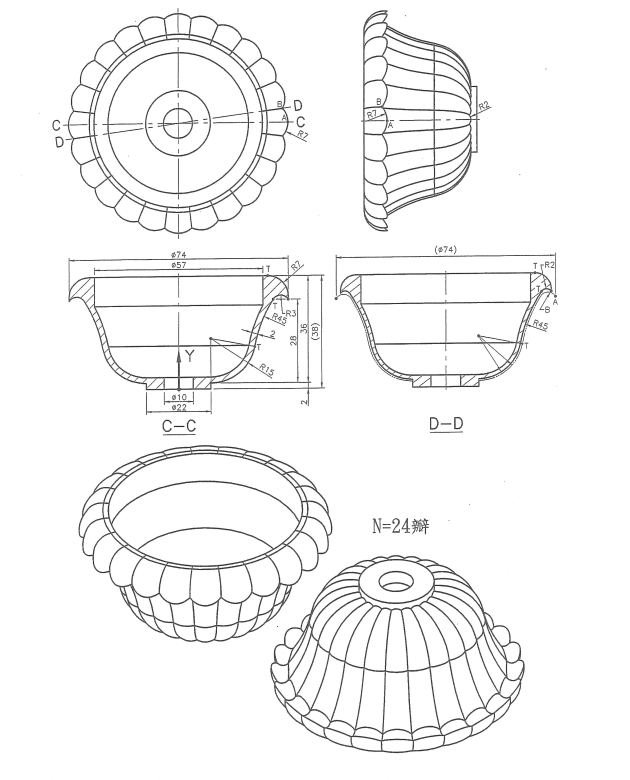 B D
C A C
D R7
R2
B
R7 A
ø74
ø57 T R7
T
R3
R45
2
28
36
(38)
T
Y
R15
ø10
ø22
2
C-C
(ø74)
T R2
T
A
B
R45
D-D
N=24瓣